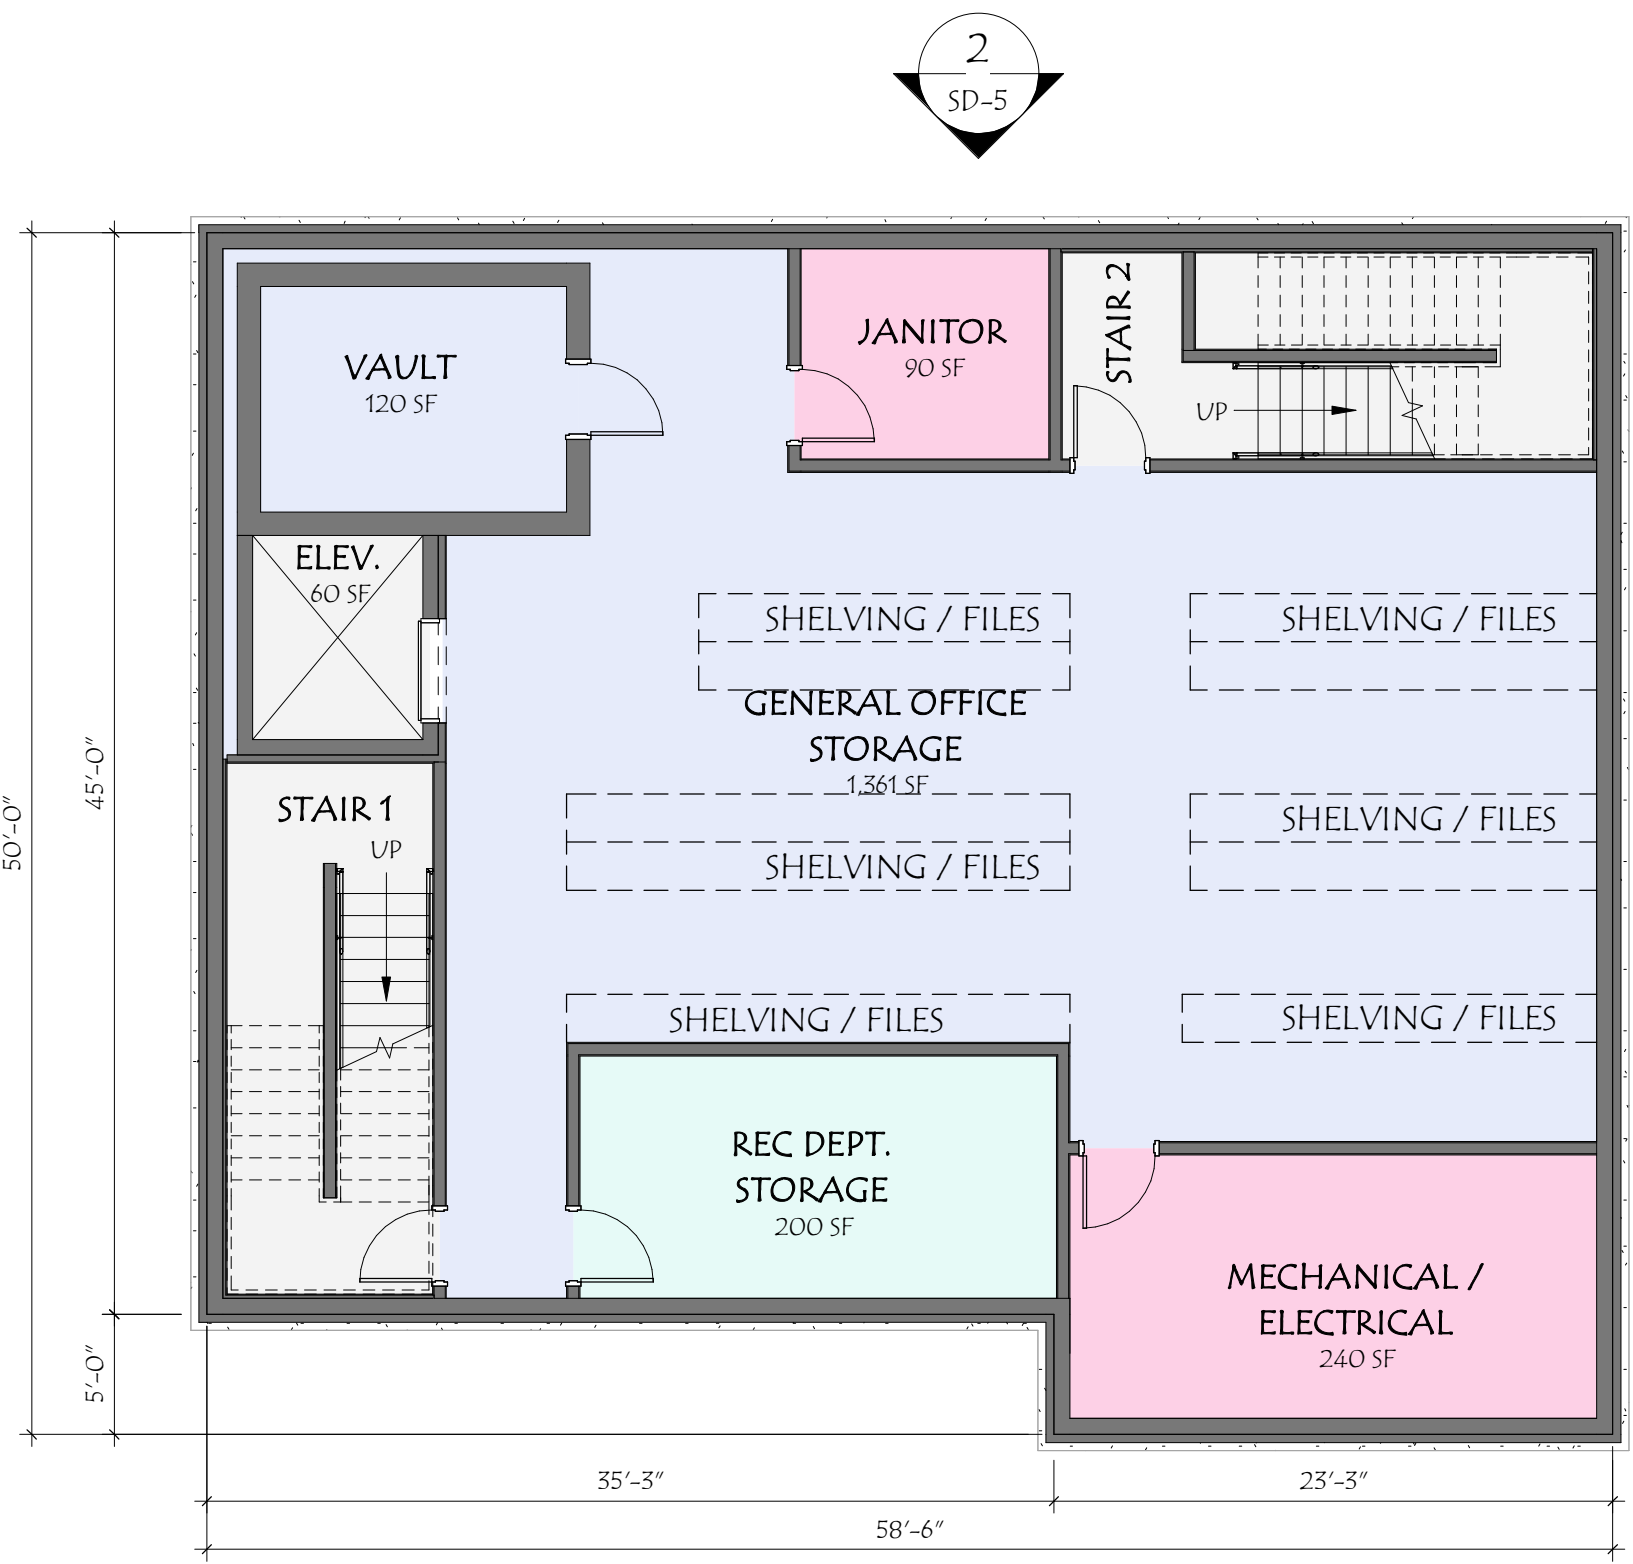 2
SD-5
VAULT
120 SF
JANITOR
90 SF
STAIR 2
UP
ELEV.
60 SF
SHELVING / FILES
SHELVING / FILES
GENERAL OFFICE
STORAGE
1,361 SF
STAIR 1
UP
SHELVING / FILES
SHELVING / FILES
SHELVING / FILES
SHELVING / FILES
REC DEPT.
STORAGE
200 SF
MECHANICAL /
ELECTRICAL
240 SF
50'-0"
45'-0"
5'-0"
35'-3"
23'-3"
58'-6"